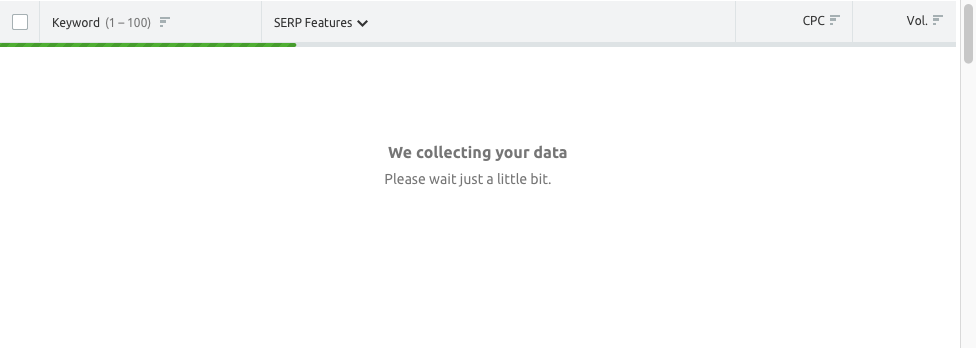 Keyword (1 – 100) SERP Features CPC Vol.
We collecting your data
Please wait just a little bit.